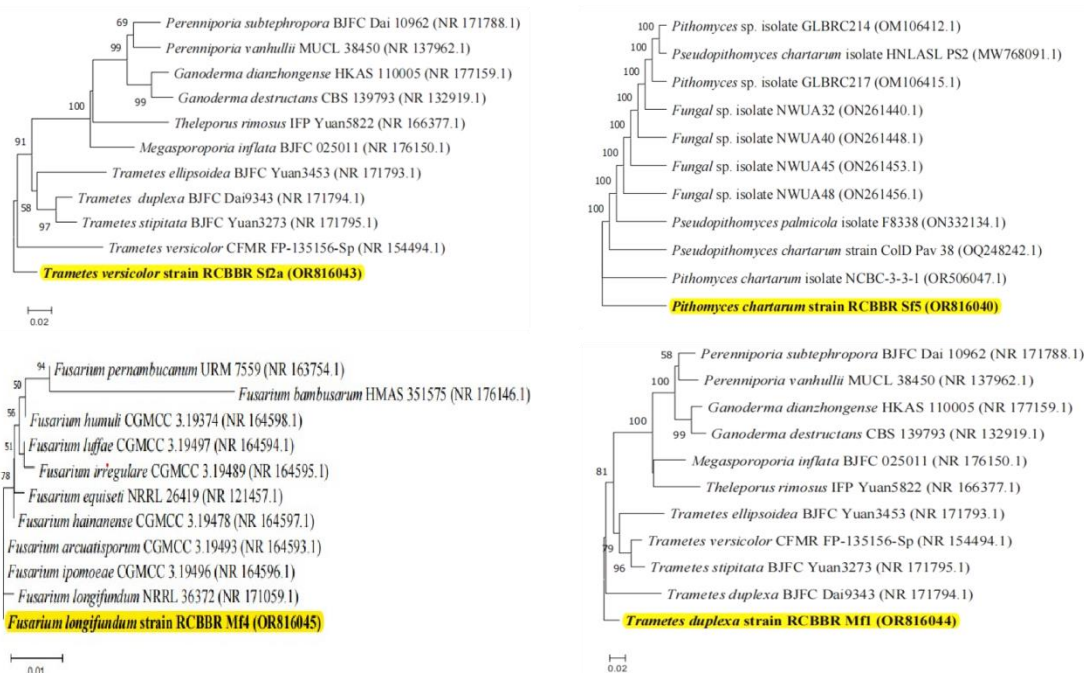 69
Perenniporia subtephropora BJFC Dai 10962 (NR 171788.1)
99
Perenniporia vanhullii MUCL 38450 (NR 137962.1)
Ganoderma dianzhongense HKAS 110005 (NR 177159.1)
99
Ganoderma destructans CBS 139793 (NR 132919.1)
100
Theleporus rimosus IFP Yuan5822 (NR 166377.1)
91
Megasporoporia inflata BJFC 025011 (NR 176150.1)
Trametes ellipsoidea BJFC Yuan3453 (NR 171793.1)
58
Trametes duplexa BJFC Dai9343 (NR 171794.1)
97
Trametes stipitata BJFC Yuan3273 (NR 171795.1)
Trametes versicolor CFMR FP-135156-Sp (NR 154494.1)
Trametes versicolor strain RCBBR Sf2a (OR816043)
0.02
100
Pithomyces sp. isolate GLBRC214 (OM106412.1)
100
Pseudopithomyces chartarum isolate HNLASL PS2 (MW768091.1)
100
Pithomyces sp. isolate GLBRC217 (OM106415.1)
100
Fungal sp. isolate NWUA32 (ON261440.1)
100
Fungal sp. isolate NWUA40 (ON261448.1)
100
Fungal sp. isolate NWUA45 (ON261453.1)
100
Fungal sp. isolate NWUA48 (ON261456.1)
100
Pseudopithomyces palmicola isolate F8338 (ON332134.1)
Pseudopithomyces chartarum strain ColD Pav 38 (OQ248242.1)
Pithomyces chartarum isolate NCBC-3-3-1 (OR506047.1)
Pithomyces chartarum strain RCBBR Sf5 (OR816040)
94
Fusarium pernambucanum URM 7559 (NR 163754.1)
50
Fusarium bambusarum HMAS 351575 (NR 176146.1)
56
Fusarium humuli CGMCC 3.19374 (NR 164598.1)
51
Fusarium luffae CGMCC 3.19497 (NR 164594.1)
78
Fusarium irregulare CGMCC 3.19489 (NR 164595.1)
Fusarium equiseti NRRL 26419 (NR 121457.1)
Fusarium hainanense CGMCC 3.19478 (NR 164597.1)
Fusarium arcuatisporum CGMCC 3.19493 (NR 164593.1)
Fusarium ipomoeae CGMCC 3.19496 (NR 164596.1)
Fusarium longifundum NRRL 36372 (NR 171059.1)
Fusarium longifundum strain RCBBR Mf4 (OR816045)
0.01
58
Perenniporia subtephropora BJFC Dai 10962 (NR 171788.1)
100
Perenniporia vanhullii MUCL 38450 (NR 137962.1)
Ganoderma dianzhongense HKAS 110005 (NR 177159.1)
100
99
Ganoderma destructans CBS 139793 (NR 132919.1)
Megasporoporia inflata BJFC 025011 (NR 176150.1)
81
Theleporus rimosus IFP Yuan5822 (NR 166377.1)
Trametes ellipsoidea BJFC Yuan3453 (NR 171793.1)
79
Trametes versicolor CFMR FP-135156-Sp (NR 154494.1)
96
Trametes stipitata BJFC Yuan3273 (NR 171795.1)
Trametes duplexa BJFC Dai9343 (NR 171794.1)
Trametes duplexa strain RCBBR Mf1 (OR816044)
0.02